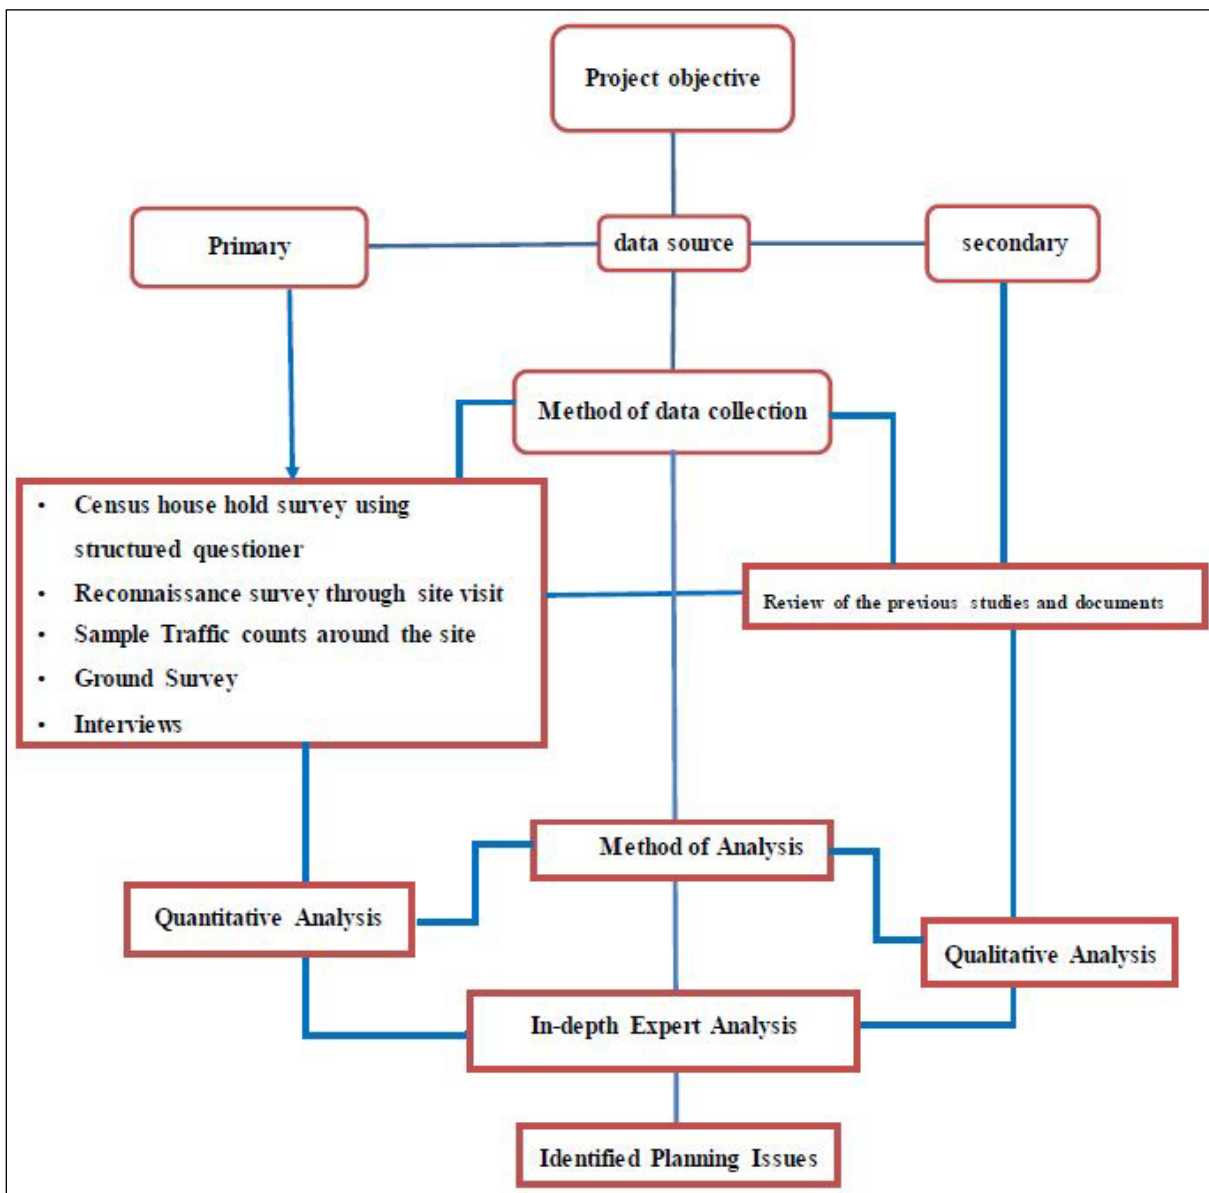 Project objective
Primary
data source
secondary
Method of data collection
• Census house hold survey using
structured questioner
• Reconnaissance survey through site visit
• Sample Traffic counts around the site
• Ground Survey
• Interviews
Review of the previous studies and documents
Method of Analysis
Quantitative Analysis
Qualitative Analysis
In-depth Expert Analysis
Identified Planning Issues